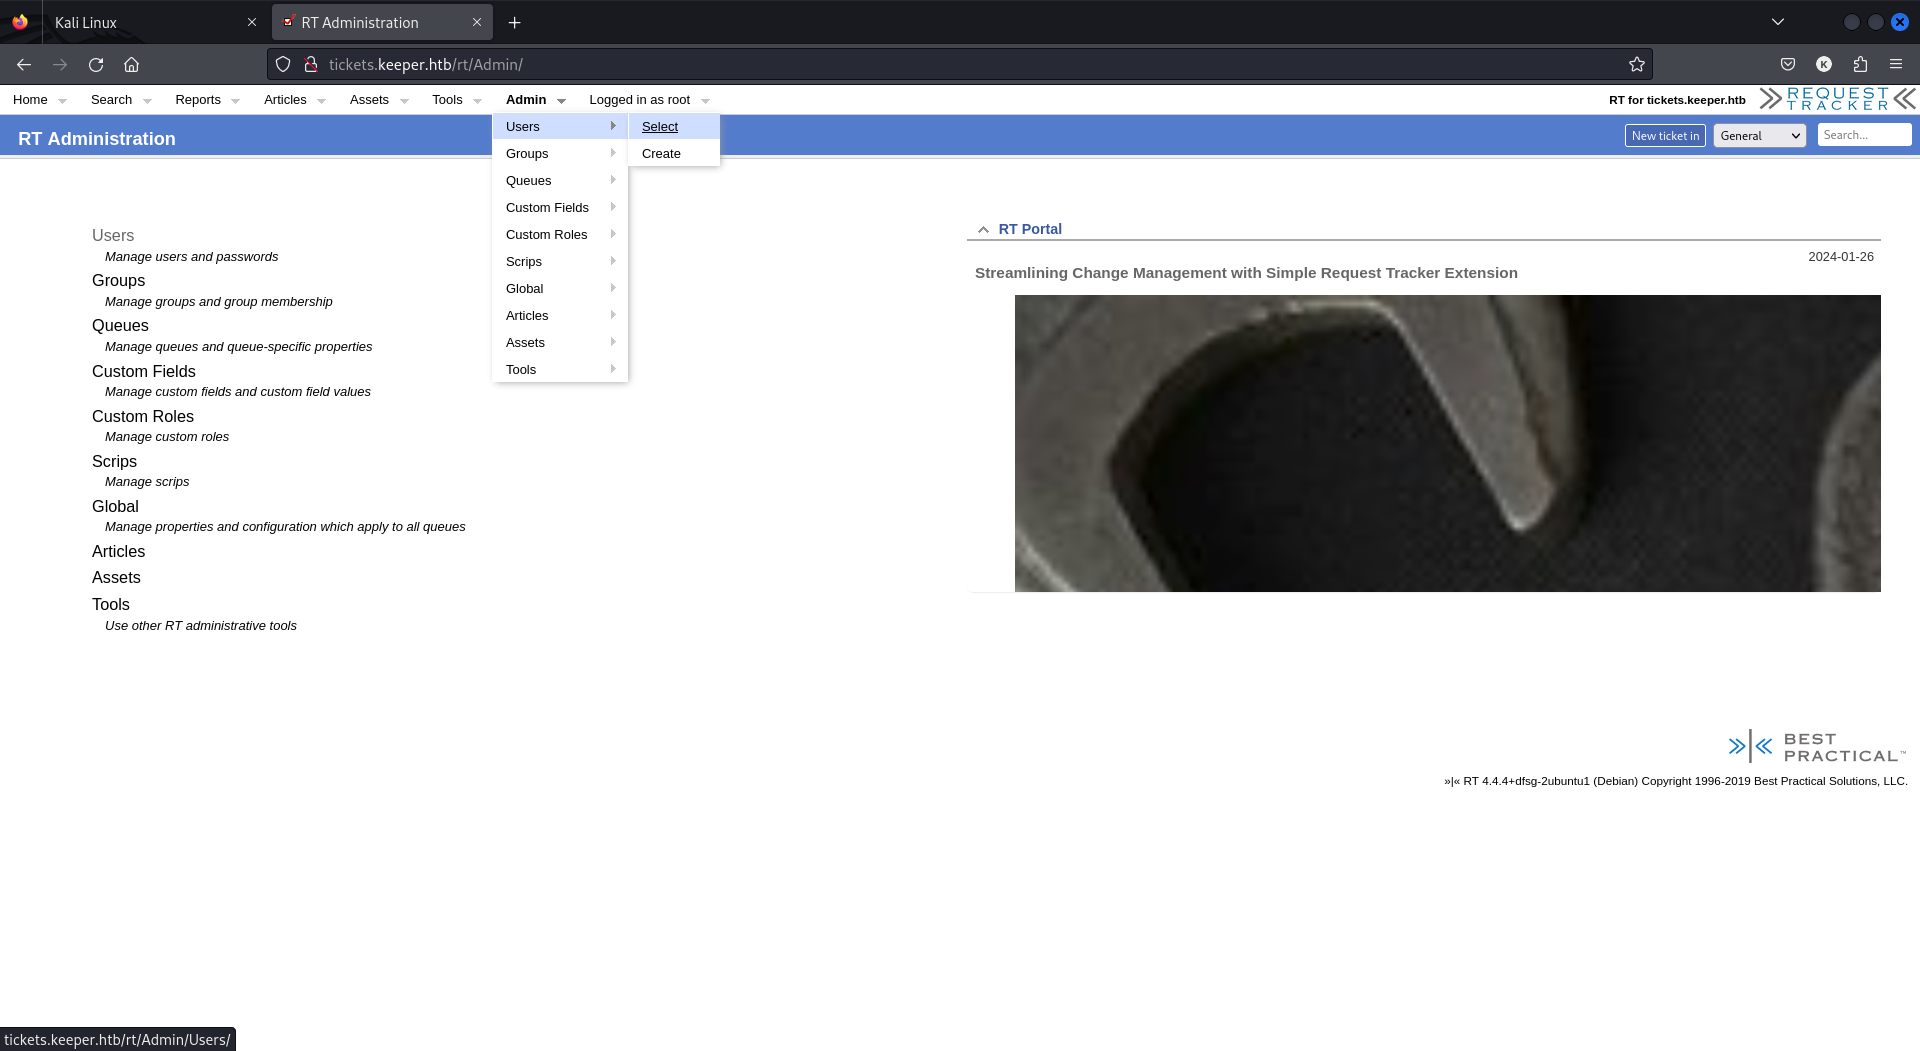 Kali Linux
RT Administration
tickets.keeper.htb/rt/Admin/
K
Home Search Reports Articles Assets Tools Admin Logged in as root
RT for tickets.keeper.htb
REQUEST
TRACKER
RT Administration
New ticket in General Search...
Users Select
Groups Create
Queues
Custom Fields
Custom Roles
Scrips
Global
Articles
Assets
Tools
Users
Manage users and passwords
Groups
Manage groups and group membership
Queues
Manage queues and queue-specific properties
Custom Fields
Manage custom fields and custom field values
Custom Roles
Manage custom roles
Scrips
Manage scrips
Global
Manage properties and configuration which apply to all queues
Articles
Assets
Tools
Use other RT administrative tools
RT Portal
2024-01-26
Streamlining Change Management with Simple Request Tracker Extension
BEST
PRACTICAL™
»|« RT 4.4.4+dfsg-2ubuntu1 (Debian) Copyright 1996-2019 Best Practical Solutions, LLC.
tickets.keeper.htb/rt/Admin/Users/